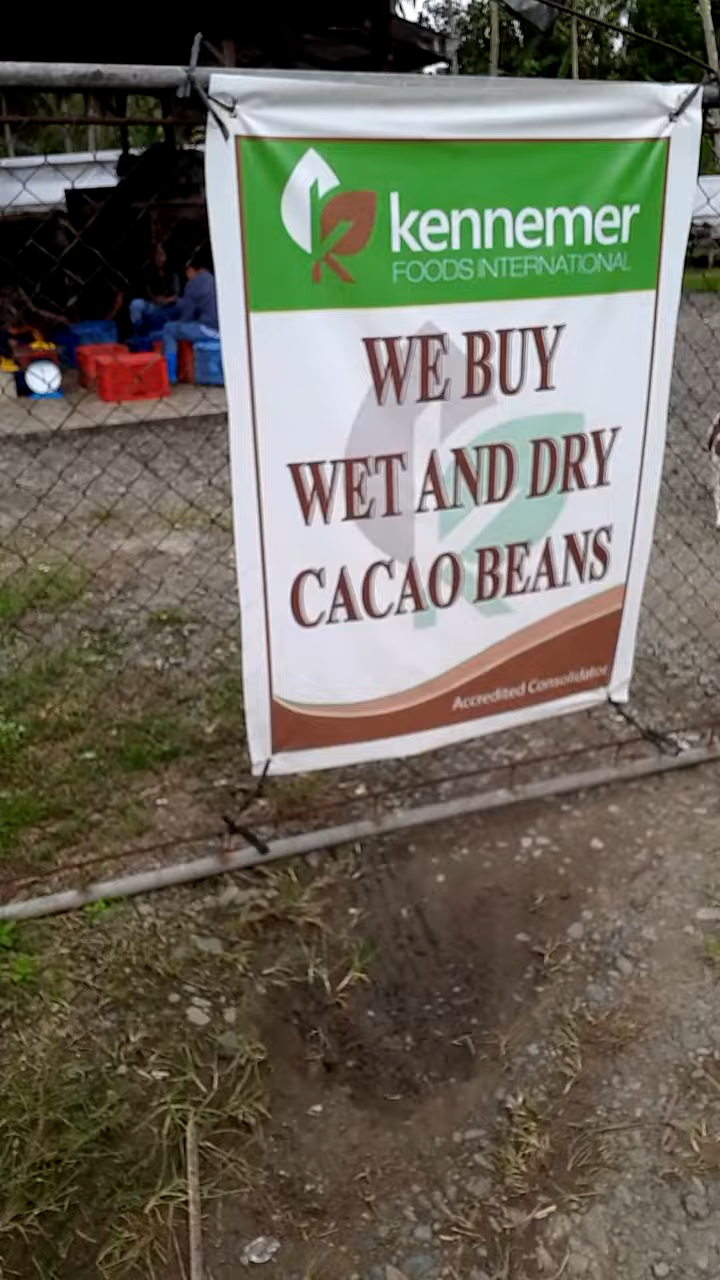 kennemer
FOODS INTERNATIONAL
WE BUY
WET AND DRY
CACAO BEANS
Accredited Consolidator